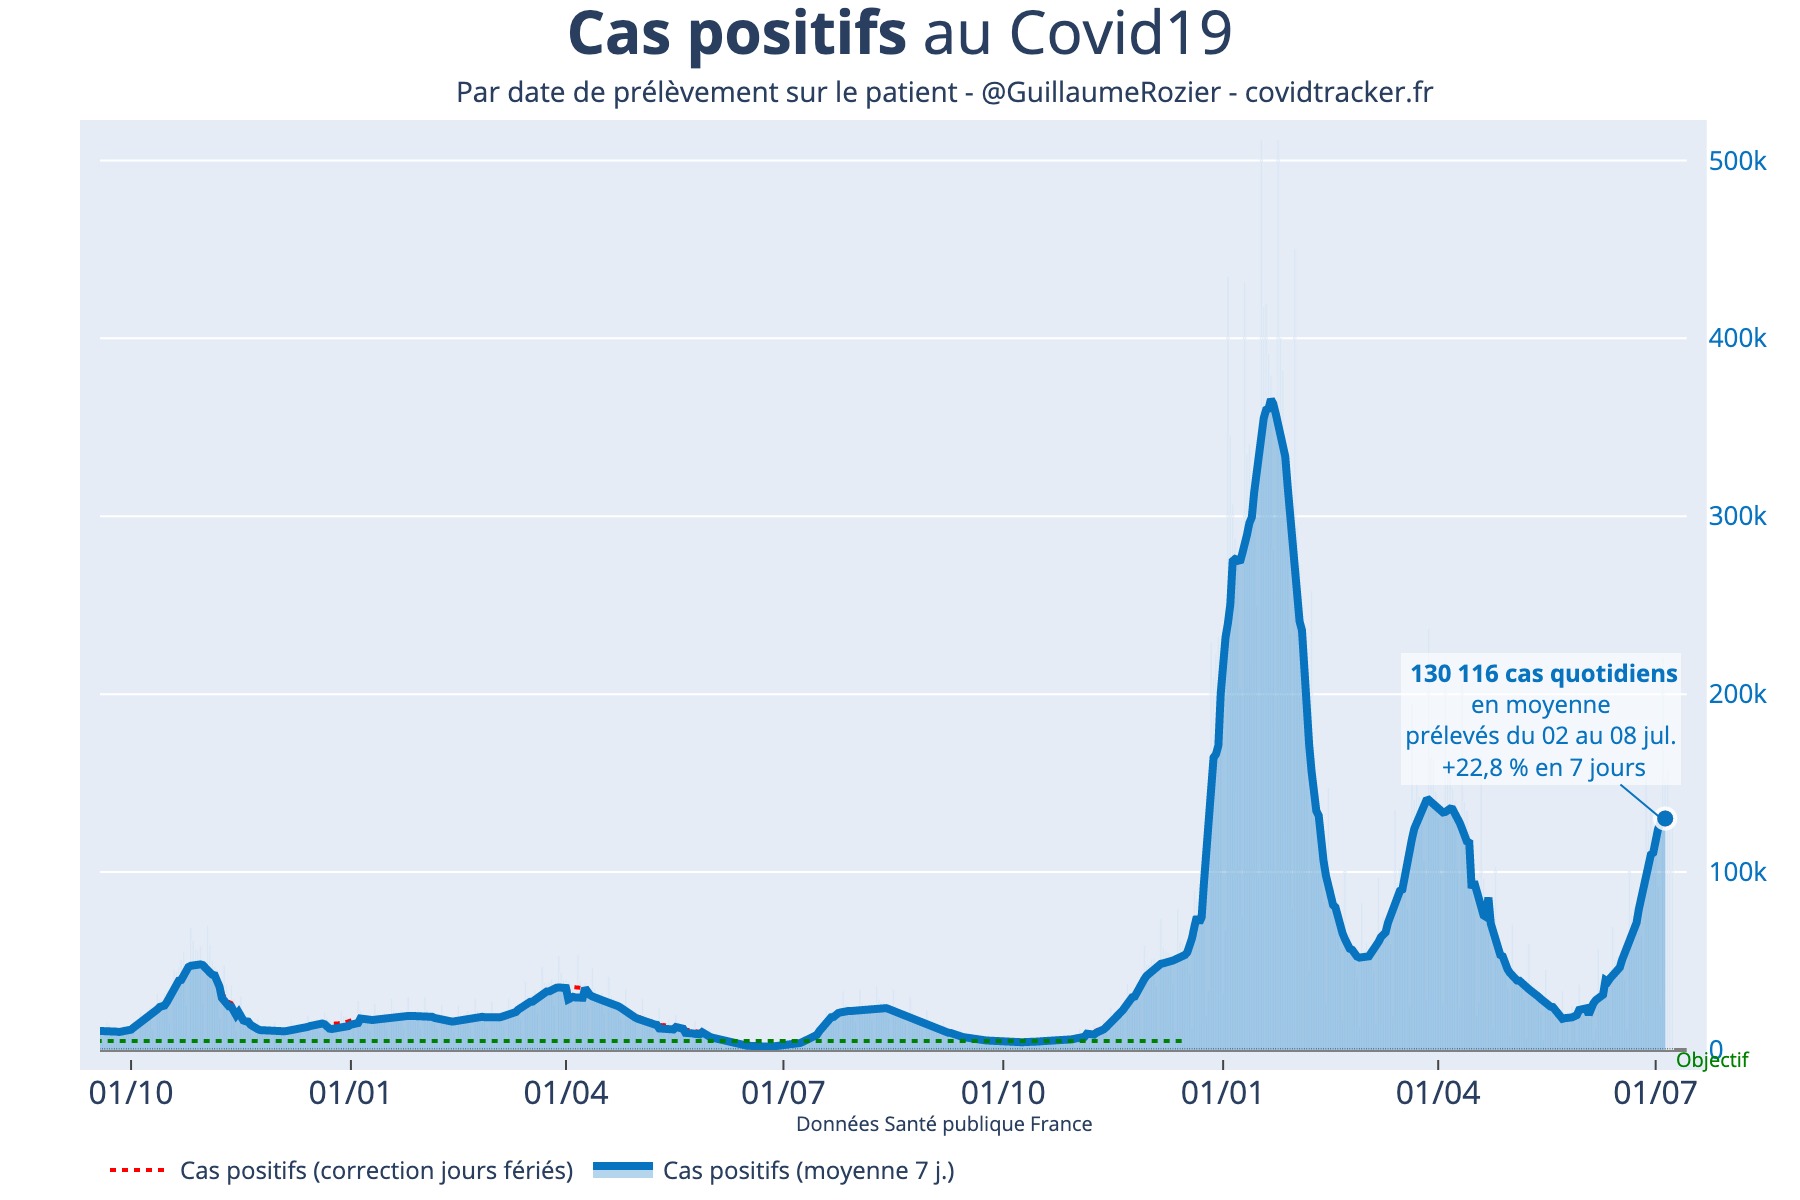 Cas positifs au Covid19
Par date de prélèvement sur le patient - @GuillaumeRozier - covidtracker.fr
500k
400k
300k
200k
100k
0
130 116 cas quotidiens
en moyenne
prélevés du 02 au 08 jul.
+22,8 % en 7 jours
Objectif
01/10 01/01 01/04 01/07 01/10 01/01 01/04 01/07
Données Santé publique France
Cas positifs (correction jours fériés) Cas positifs (moyenne 7 j.)